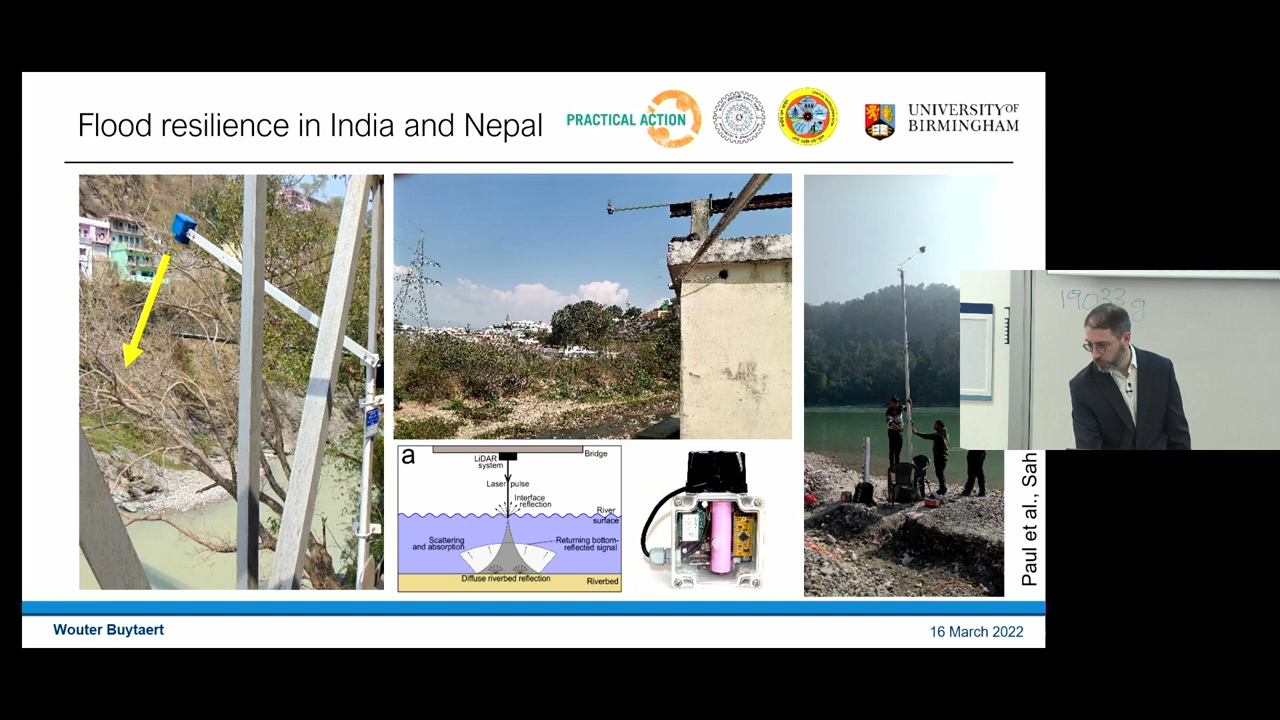 Flood resilience in India and Nepal
PRACTICAL ACTION
UNIVERSITY OF
BIRMINGHAM
a
LiDAR
system
Bridge
Laser pulse
Interface
reflection
River
surface
Scattering
and absorption
Returning bottom-
reflected signal
Diffuse riverbed reflection
Riverbed
Paul et al., Sah
Wouter Buytaert
16 March 2022